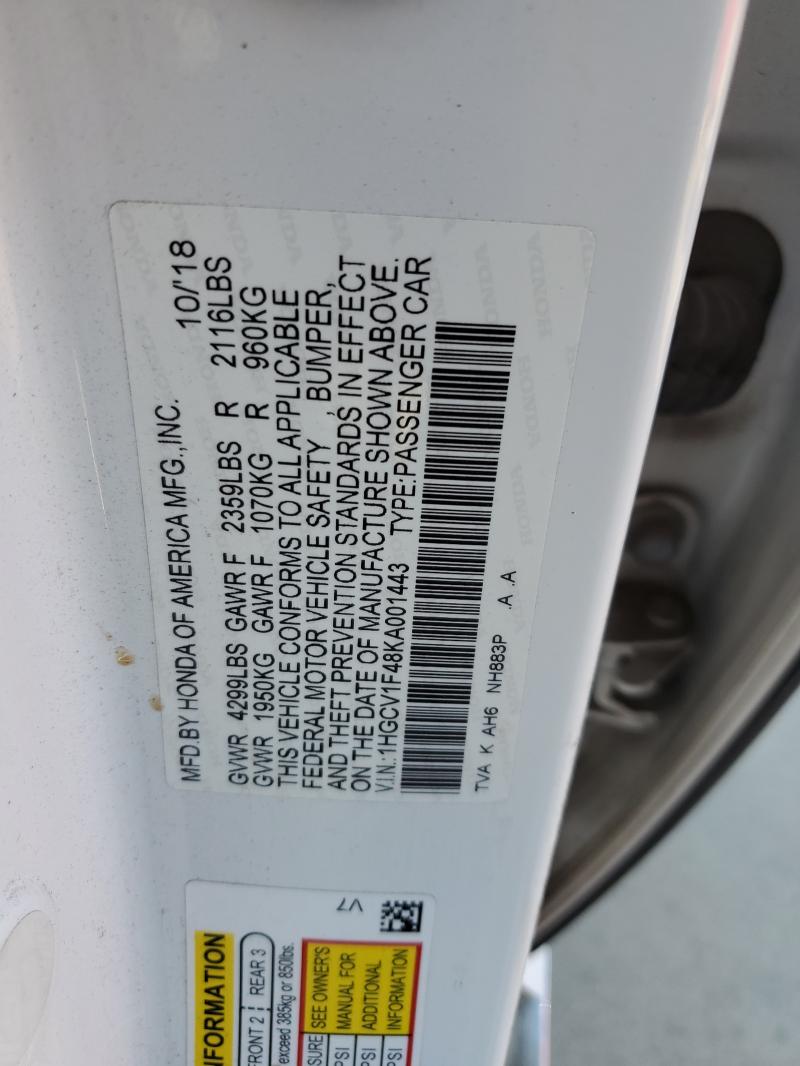 MFD.BY HONDA OF AMERICA MFG.,INC. 10/'18
GVWR 4299LBS GAWR F 2359LBS R 2116LBS
GVWR 1950KG GAWR F 1070KG R 960KG
THIS VEHICLE CONFORMS TO ALL APPLICABLE
FEDERAL MOTOR VEHICLE SAFETY , BUMPER,
AND THEFT PREVENTION STANDARDS IN EFFECT
ON THE DATE OF MANUFACTURE SHOWN ABOVE.
V.I.N.:1HGCV1F48KA001443 TYPE:PASSENGER CAR
TVA K AH6 NH883P .A .A
HONDA HONDA HONDA
V7
FRONT 2 REAR 3
exceed 385kg or 850lbs.
SEE OWNER'S
PSI MANUAL FOR
PSI ADDITIONAL
PSI INFORMATION